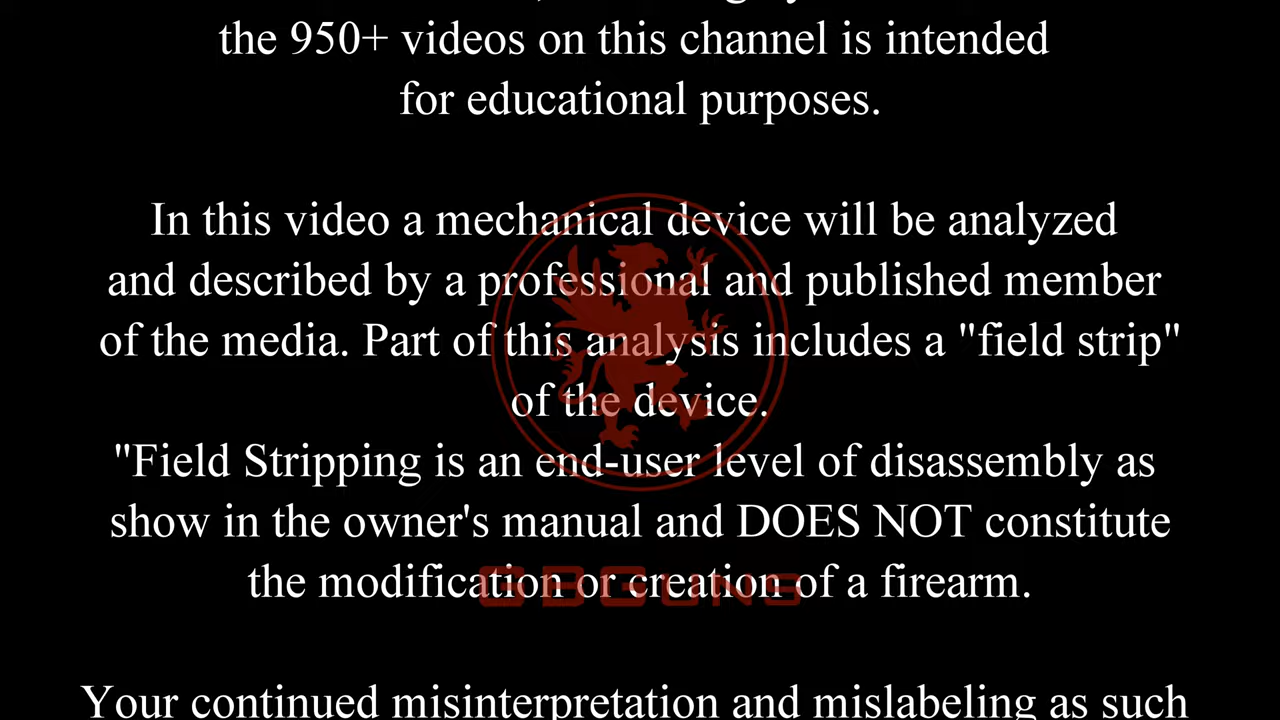 the 950+ videos on this channel is intended
for educational purposes.
In this video a mechanical device will be analyzed
and described by a professional and published member
of the media. Part of this analysis includes a "field strip"
of the device.
"Field Stripping is an end-user level of disassembly as
show in the owner's manual and DOES NOT constitute
the modification or creation of a firearm.
GBGuns
Your continued misinterpretation and mislabeling as such